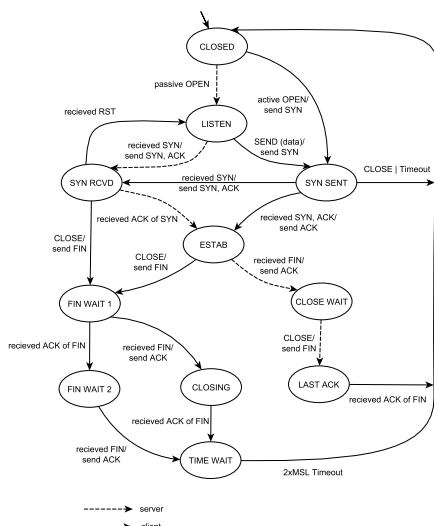 CLOSED
passive OPEN
active OPEN/
send SYN
recieved RST
LISTEN
recieved SYN/
send SYN, ACK
SEND (data)/
send SYN
CLOSE | Timeout
SYN RCVD
recieved SYN/
send SYN, ACK
SYN SENT
recieved ACK of SYN
recieved SYN, ACK/
send ACK
CLOSE/
send FIN
ESTAB
CLOSE/
send FIN
recieved FIN/
send ACK
FIN WAIT 1
CLOSE WAIT
recieved ACK of FIN
recieved FIN/
send ACK
CLOSE/
send FIN
FIN WAIT 2
CLOSING
LAST ACK
recieved ACK of FIN
recieved ACK of FIN
recieved FIN/
send ACK
TIME WAIT
2xMSL Timeout
server
client